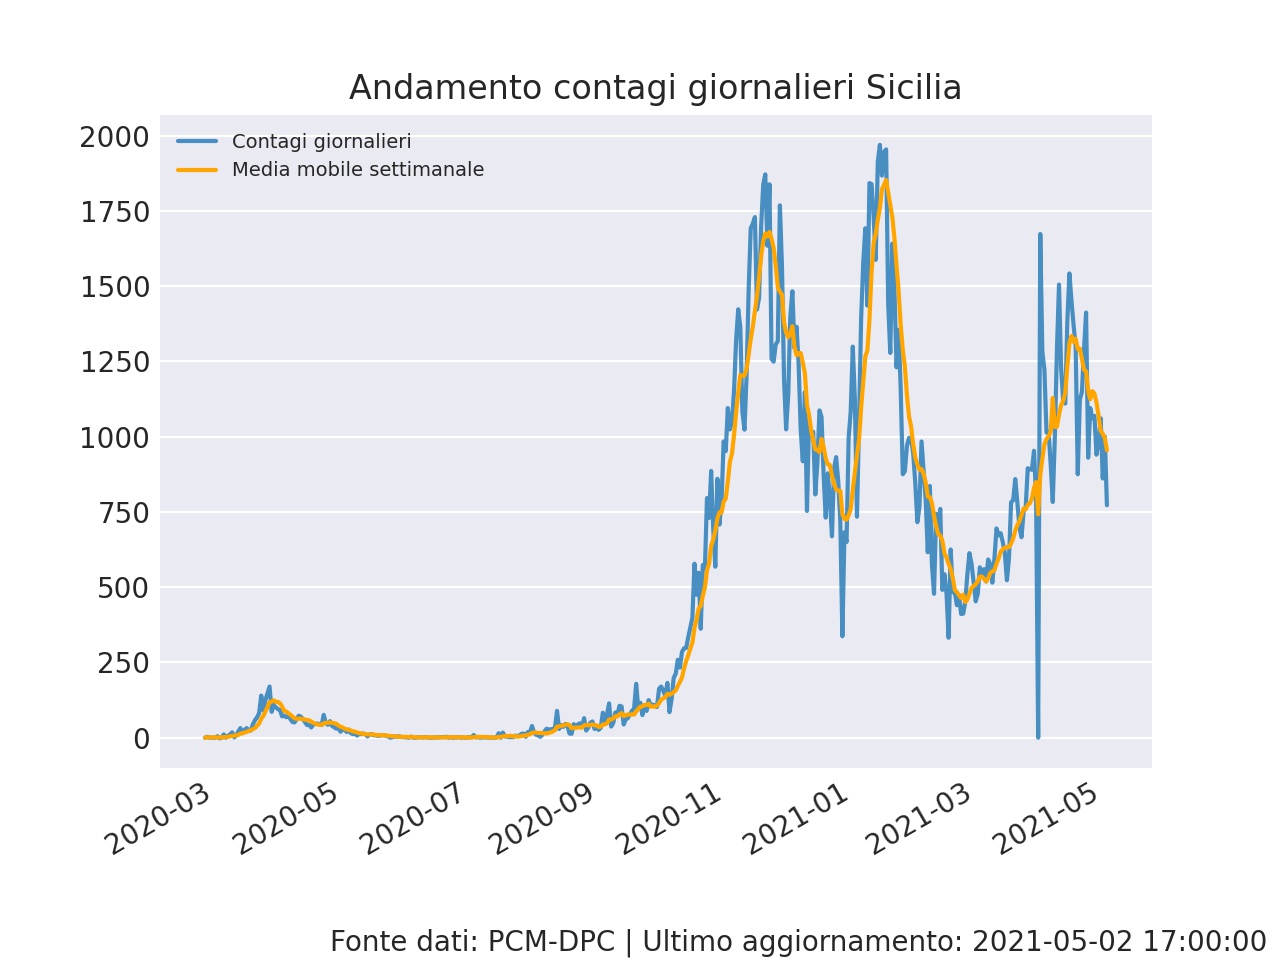 Andamento contagi giornalieri Sicilia
Contagi giornalieri
Media mobile settimanale
2000
1750
1500
1250
1000
750
500
250
0
2020-03 2020-05 2020-07 2020-09 2020-11 2021-01 2021-03 2021-05
Fonte dati: PCM-DPC | Ultimo aggiornamento: 2021-05-02 17:00:00